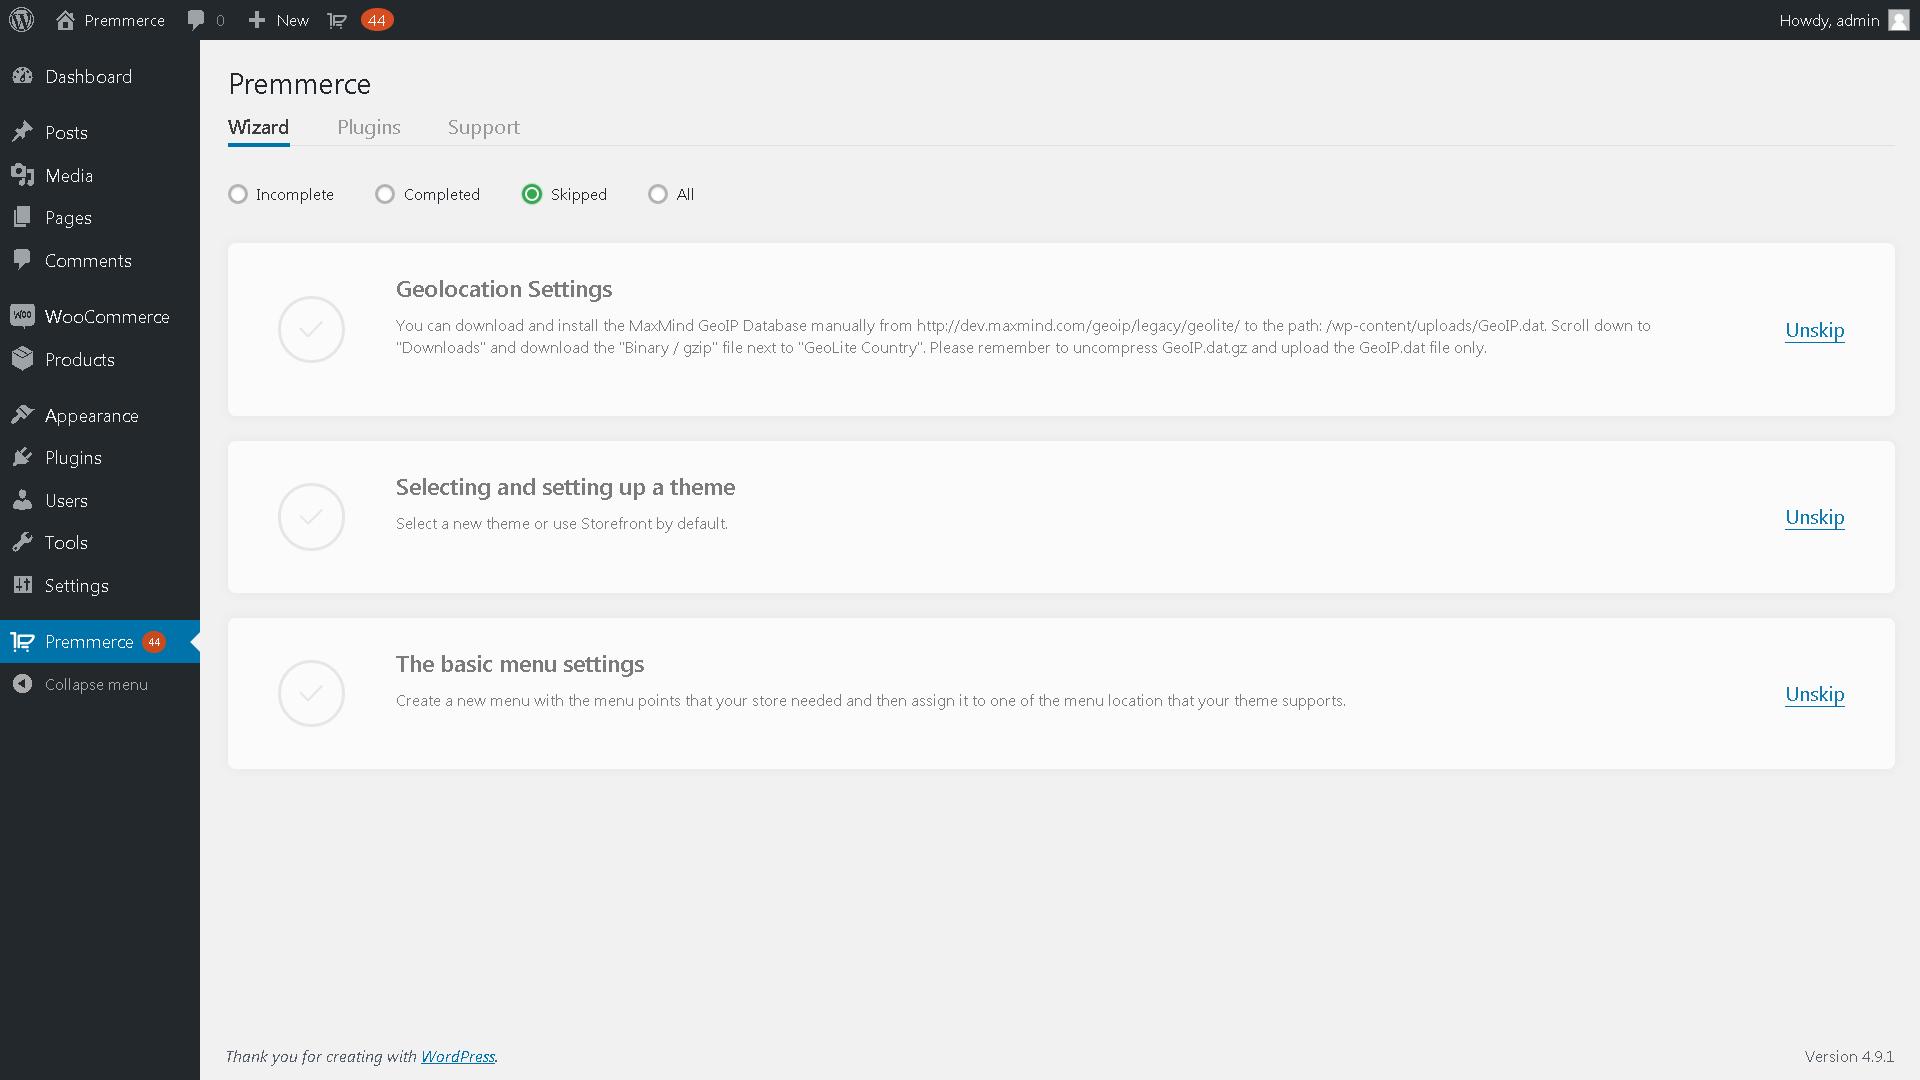 Premmerce 0 New 44 Howdy, admin
Dashboard
Posts
Media
Pages
Comments
WooCommerce
Products
Appearance
Plugins
Users
Tools
Settings
Premmerce 44
Collapse menu
Premmerce
Wizard Plugins Support
Incomplete Completed Skipped All
Geolocation Settings
You can download and install the MaxMind GeoIP Database manually from http://dev.maxmind.com/geoip/legacy/geolite/ to the path: /wp-content/uploads/GeoIP.dat. Scroll down to
"Downloads" and download the "Binary / gzip" file next to "GeoLite Country". Please remember to uncompress GeoIP.dat.gz and upload the GeoIP.dat file only.
Unskip
Selecting and setting up a theme
Select a new theme or use Storefront by default.
Unskip
The basic menu settings
Create a new menu with the menu points that your store needed and then assign it to one of the menu location that your theme supports.
Unskip
Thank you for creating with WordPress.
Version 4.9.1